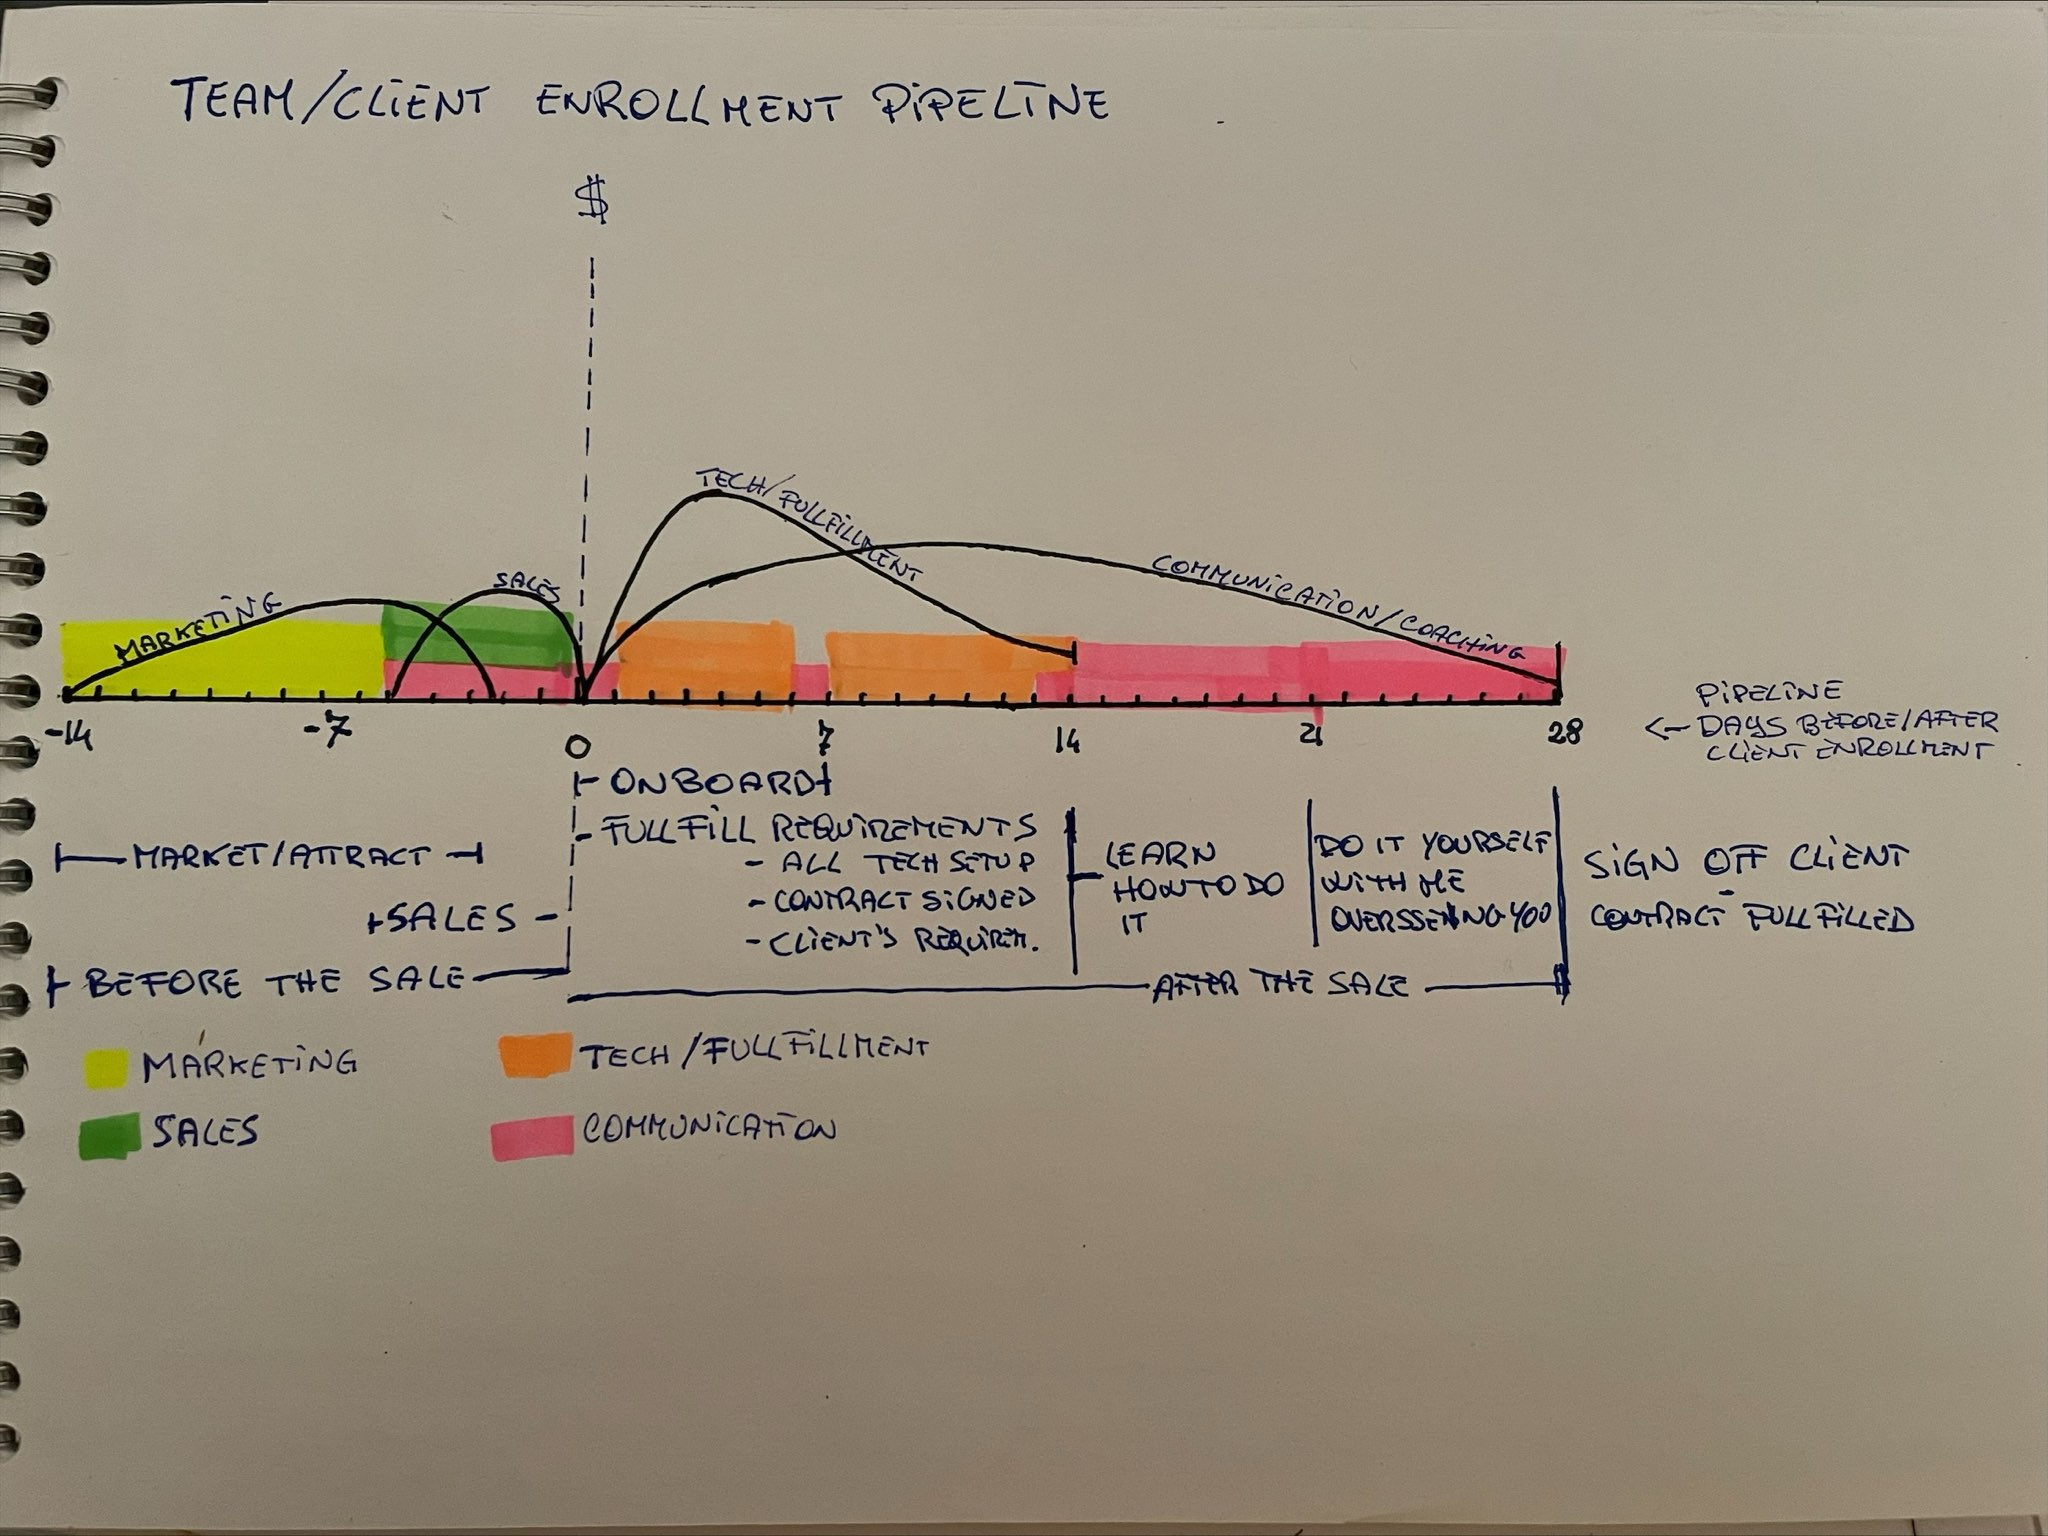 TEAM/CLIENT ENROLLMENT PIPELINE
$
TECH/FULLFILLMENT
COMMUNICATION/COACHING
SALES
MARKETING
-14 -7 0 7 14 21 28
← PIPELINE
DAYS BEFORE/AFTER
CLIENT ENROLLMENT
ONBOARD
- FULLFILL REQUIREMENTS
- ALL TECH SETUP
- CONTRACT SIGNED
- CLIENT'S REQUIREM.
MARKET/ATTRACT
SALES
BEFORE THE SALE
LEARN
HOW TO DO
IT
DO IT YOURSELF
WITH ME
OVERSSEING YOU
SIGN OFF CLIENT
-
CONTRACT FULLFILLED
AFTER THE SALE
MARKETING
SALES
TECH/FULLFILLMENT
COMMUNICATION